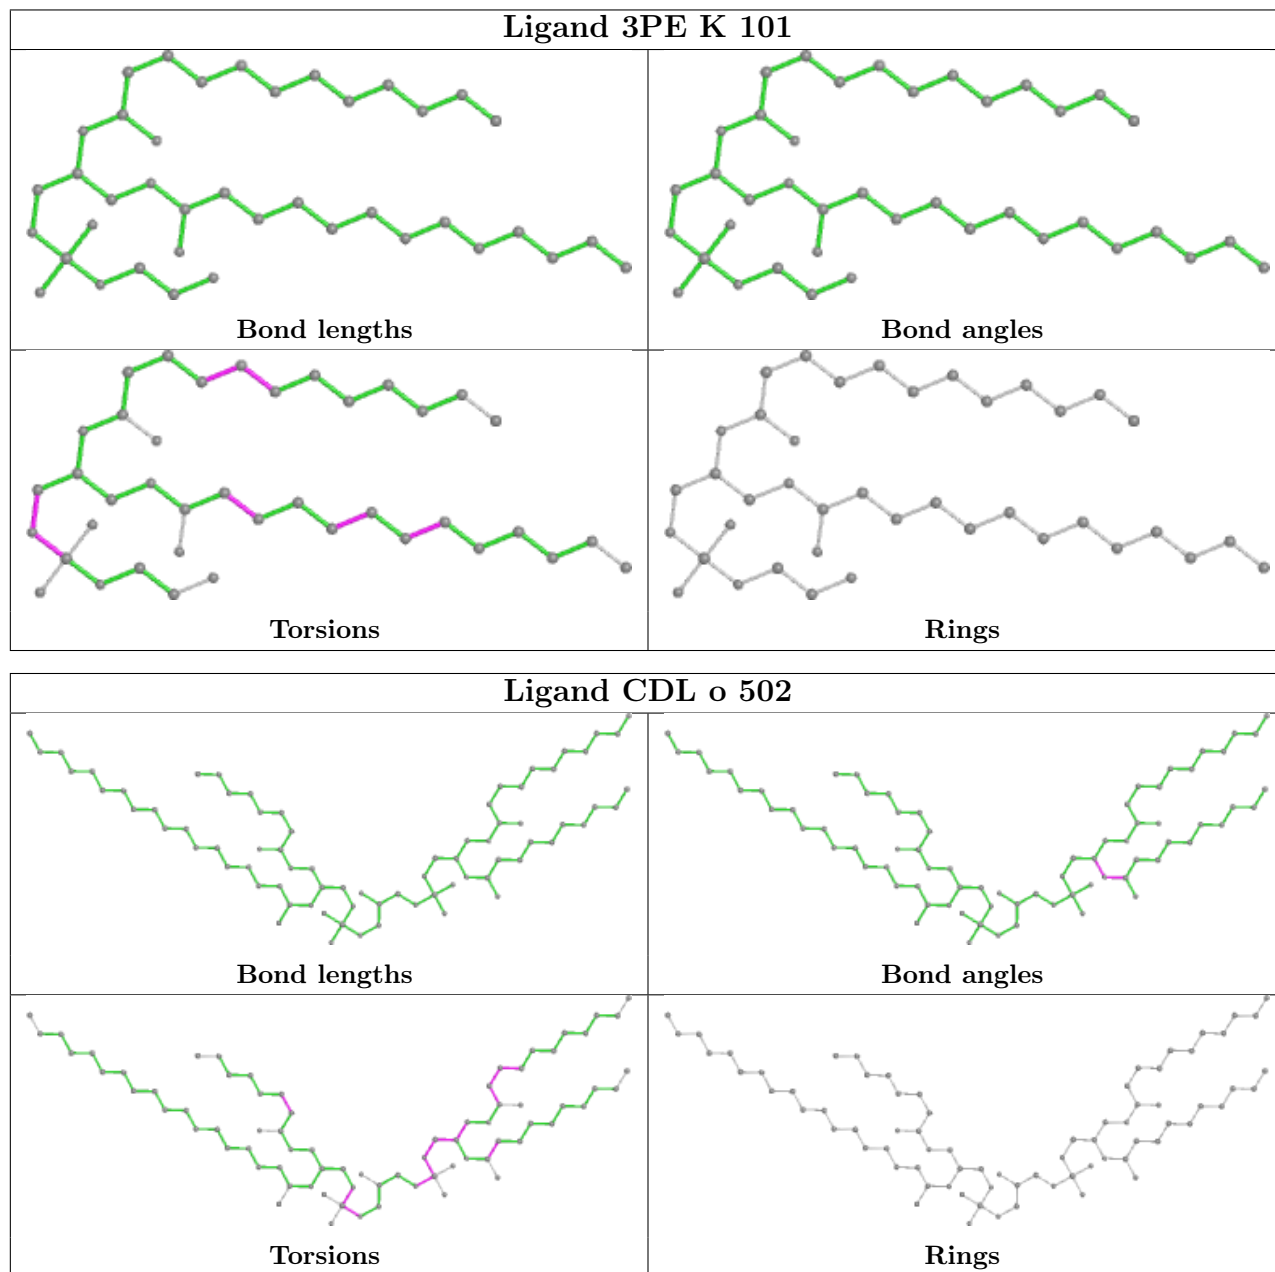 Ligand 3PE K 101
Bond lengths
Bond angles
Torsions
Rings
Ligand CDL o 502
Bond lengths
Bond angles
Torsions
Rings